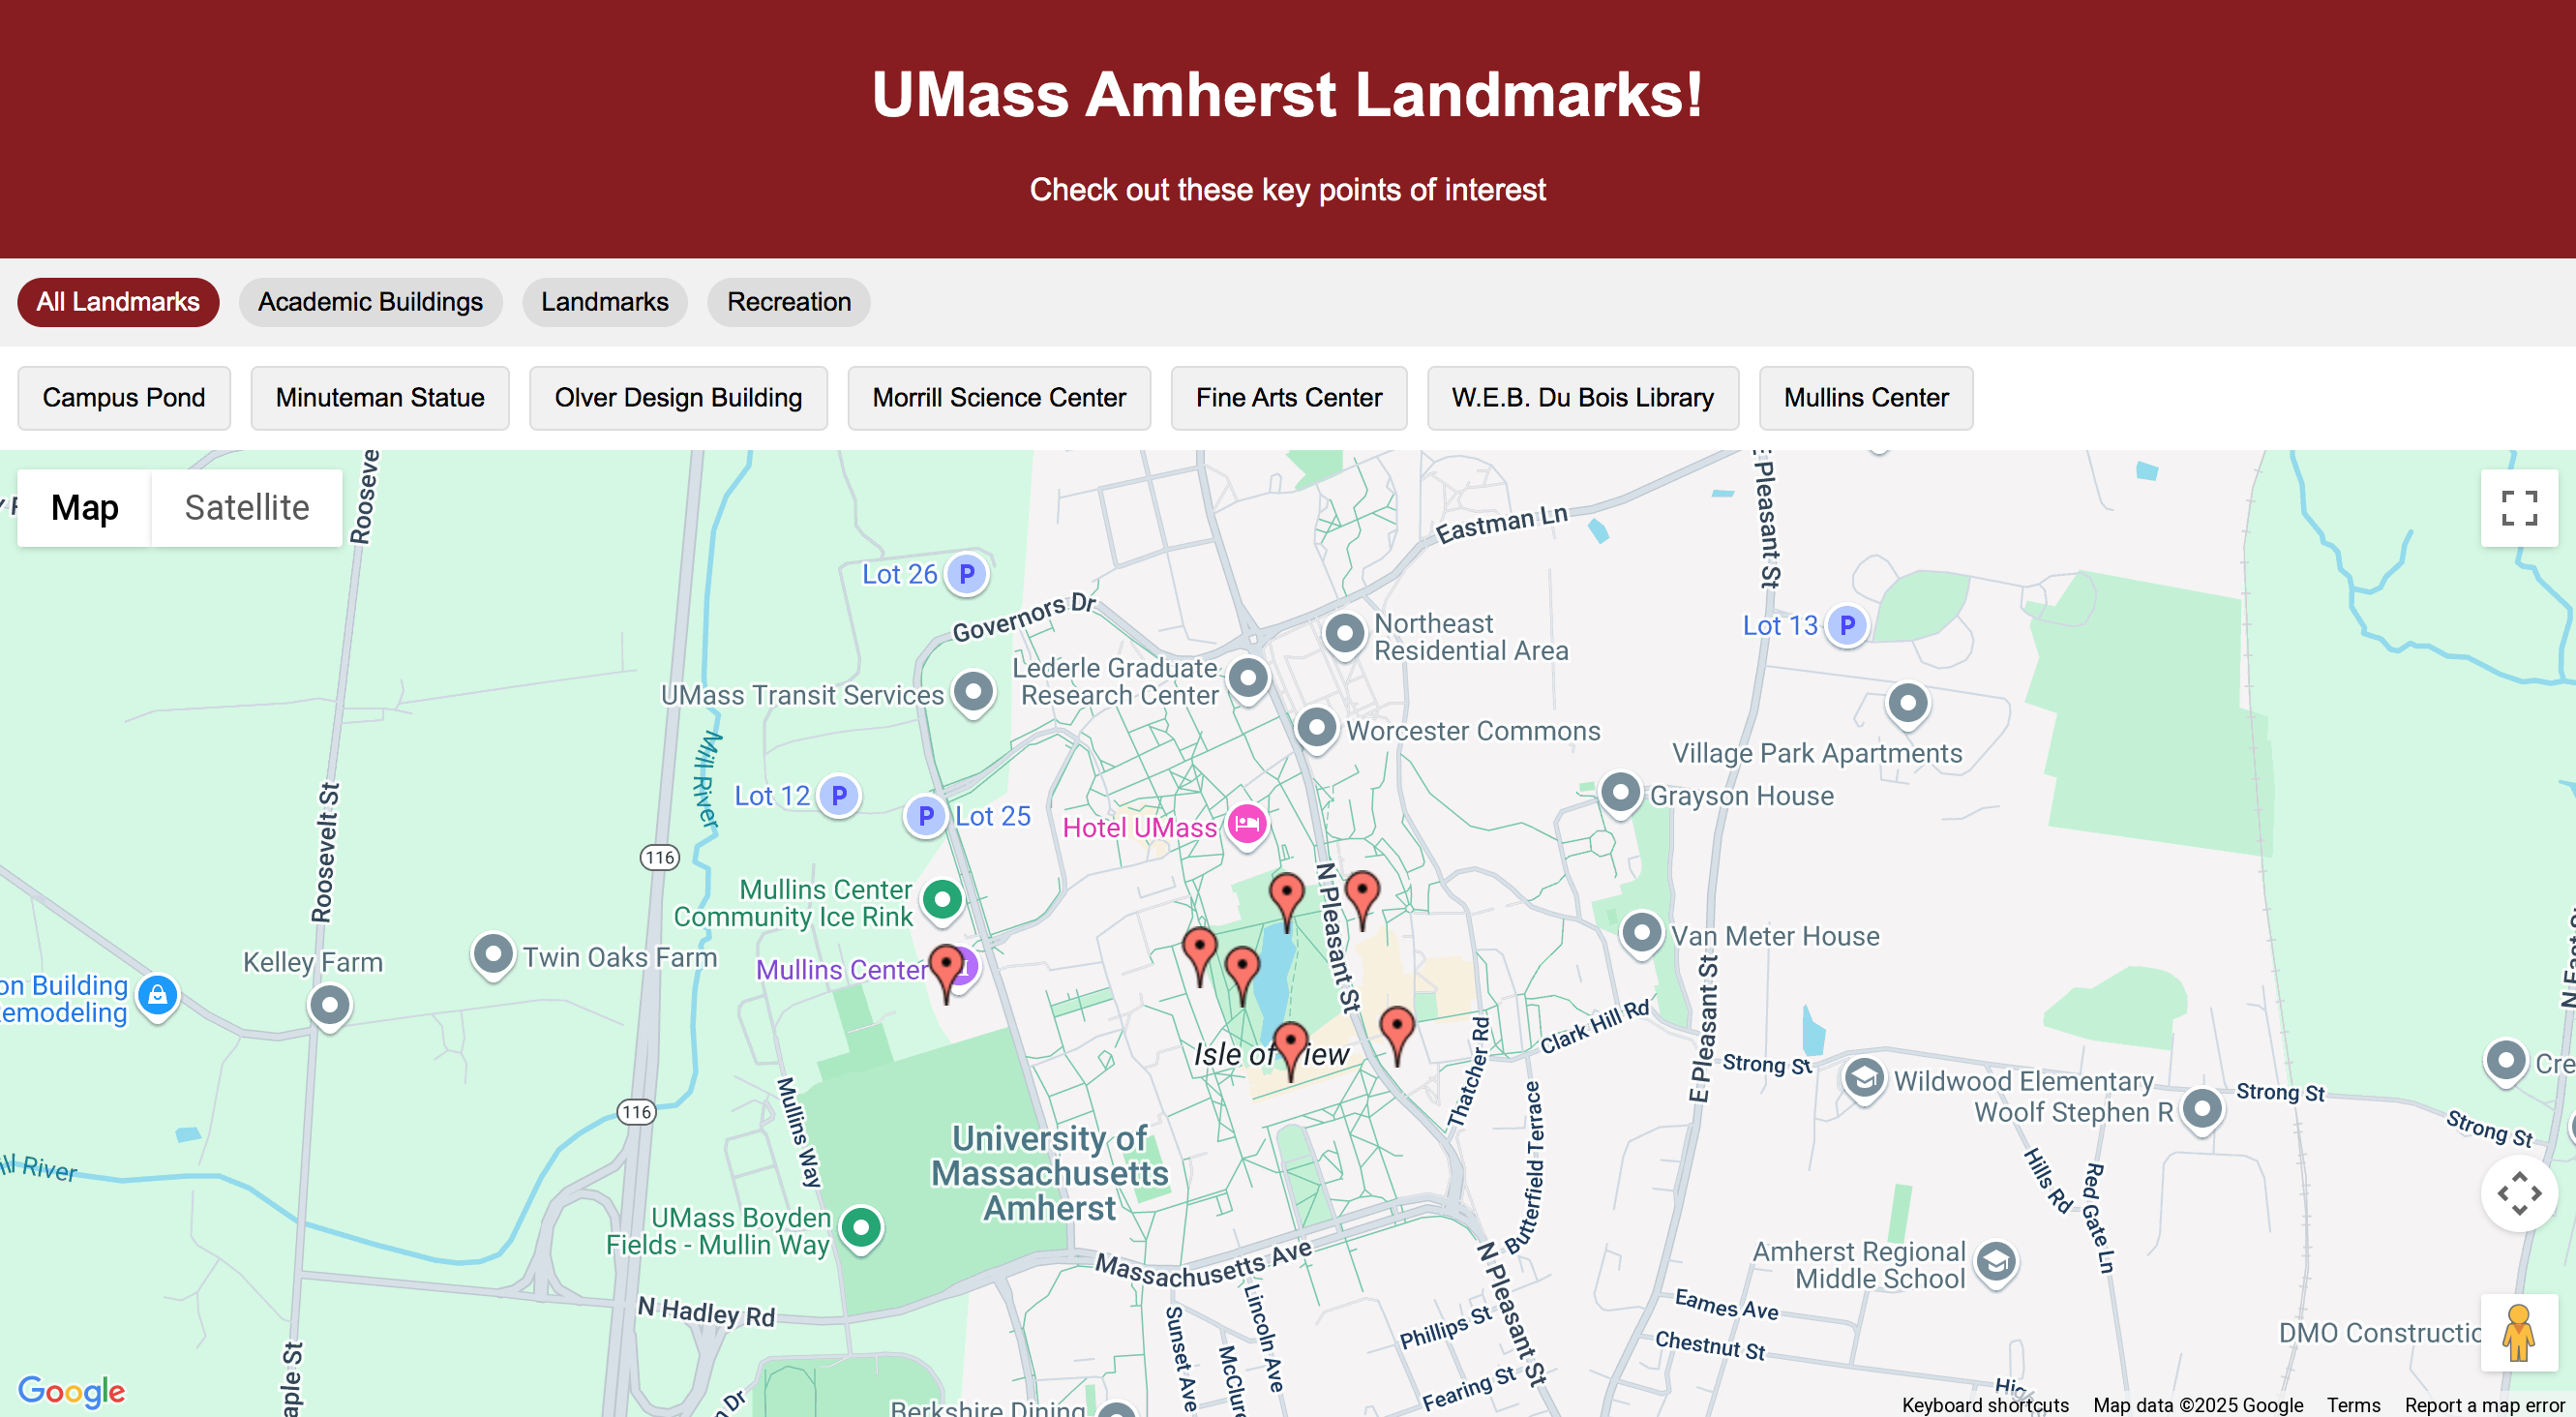 UMass Amherst Landmarks!
Check out these key points of interest
All Landmarks
Academic Buildings
Landmarks
Recreation
Campus Pond
Minuteman Statue
Olver Design Building
Morrill Science Center
Fine Arts Center
W.E.B. Du Bois Library
Mullins Center
Map
Satellite
Rooseve
E Pleasant St
Eastman Ln
Lot 26
Governors Dr
Northeast
Residential Area
Lot 13
Lederle Graduate
Research Center
UMass Transit Services
Worcester Commons
Village Park Apartments
Mill River
Lot 12
Lot 25
Grayson House
Hotel UMass
Roosevelt St
116
N Pleasant St
Mullins Center
Community Ice Rink
Van Meter House
Kelley Farm
Twin Oaks Farm
Mullins Center
on Building
emodeling
E Pleasant St
N East S
Clark Hill Rd
Thatcher Rd
Isle of View
Strong St
Cre
Wildwood Elementary
Woolf Stephen R
Strong St
Strong St
116
Mullins Way
Butterfield Terrace
University of
Massachusetts
Amherst
ill River
Hills Rd
Red Gate Ln
UMass Boyden
Fields - Mullin Way
Massachusetts Ave
N Pleasant St
Amherst Regional
Middle School
N Hadley Rd
Lincoln Ave
Sunset Ave
McClure
Phillips St
Eames Ave
Chestnut St
DMO Constructio
aple St
Fearing St
Hig
Google
n Dr
Berkshire Dining
Keyboard shortcuts
Map data ©2025 Google
Terms
Report a map error